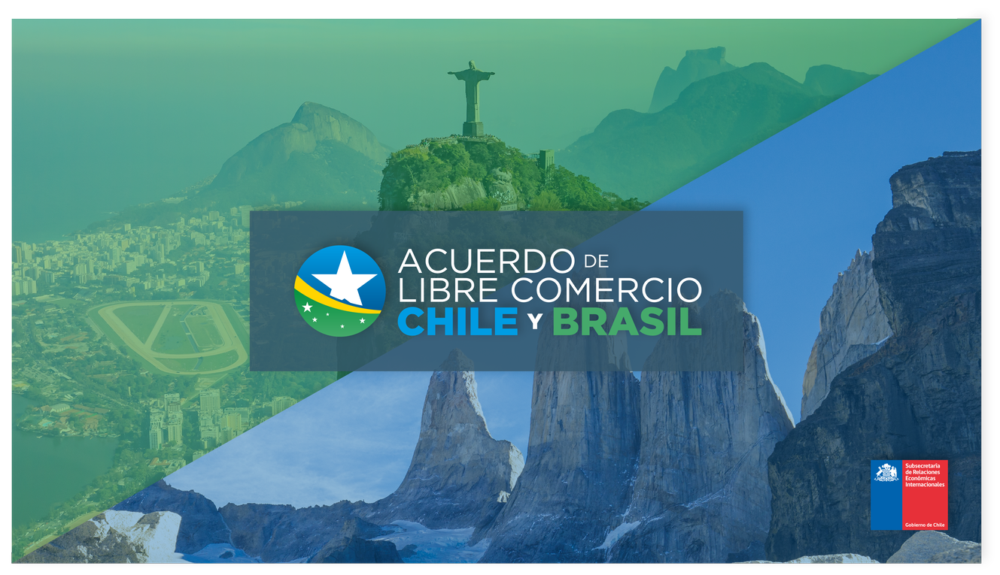 ACUERDO DE
LIBRE COMERCIO
CHILE Y BRASIL
Subsecretaría
de Relaciones
Económicas
Internacionales
Gobierno de Chile